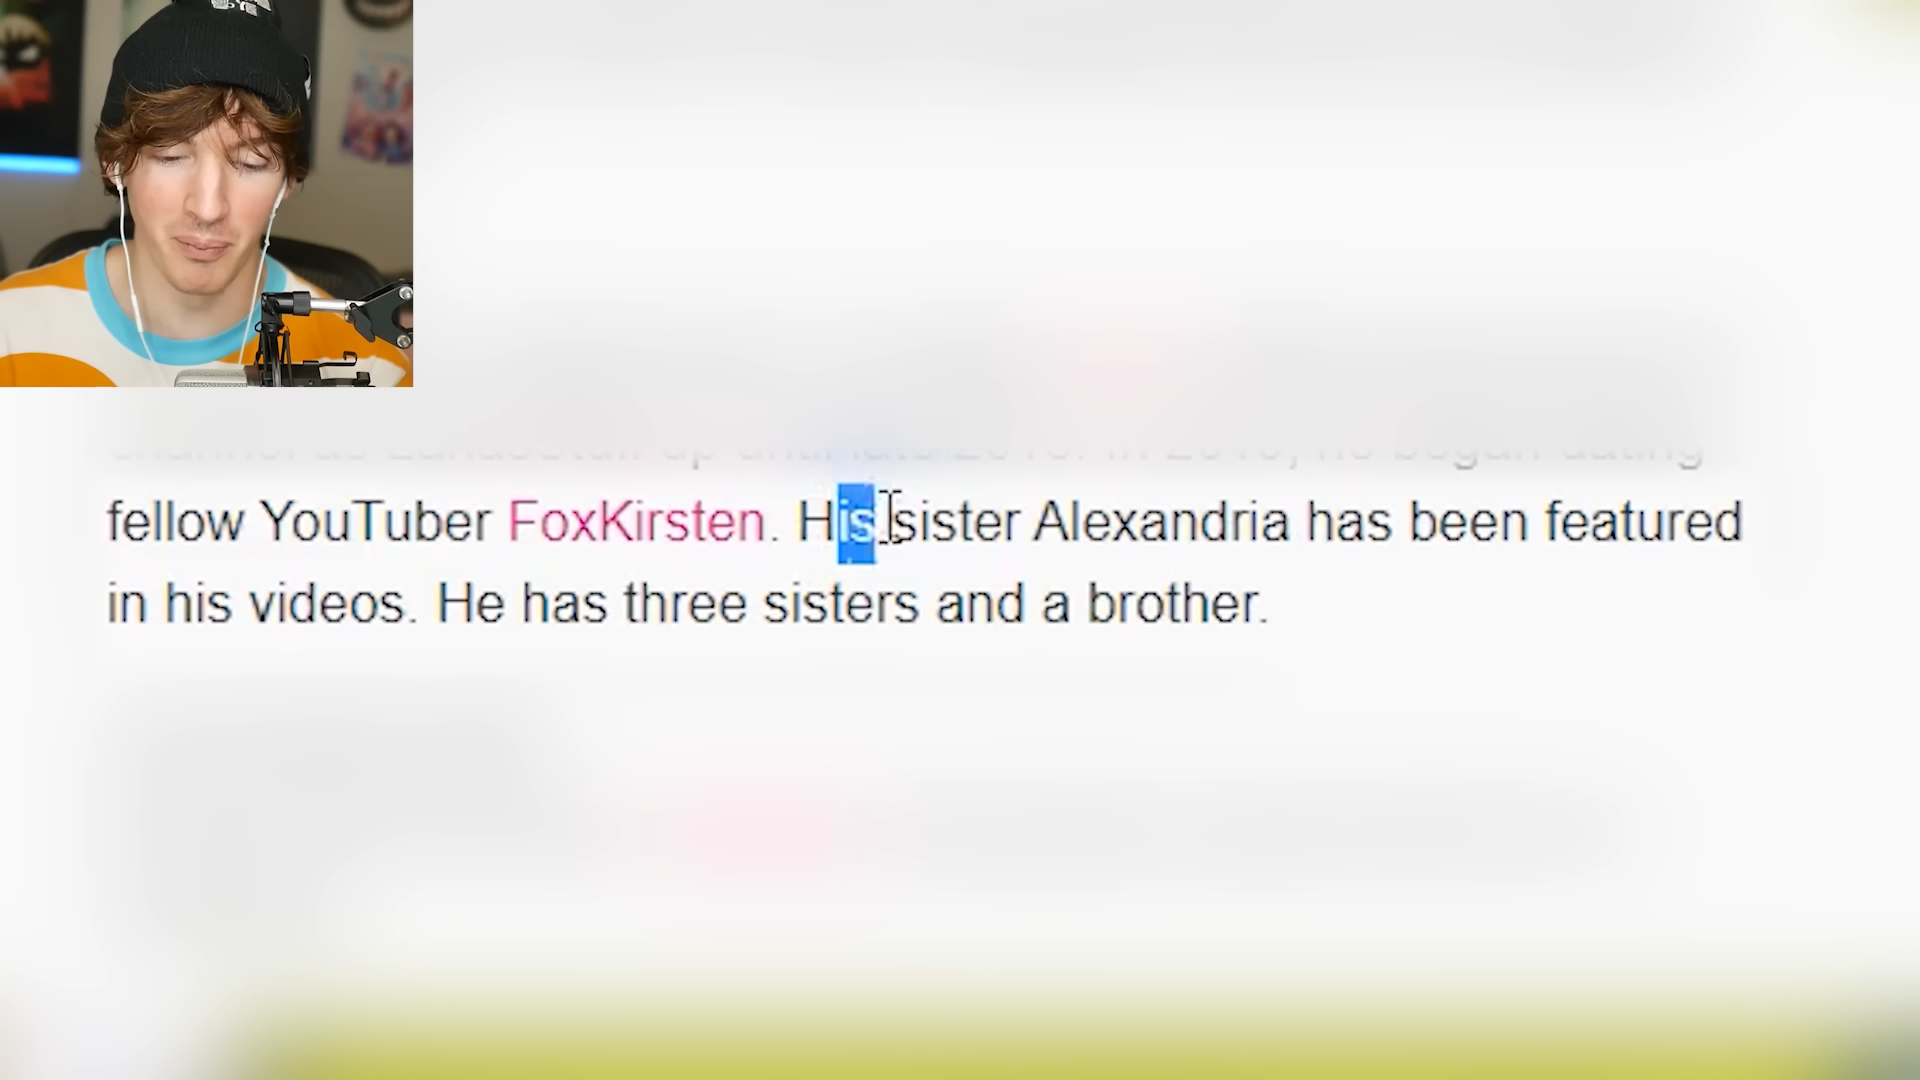 fellow YouTuber FoxKirsten. His sister Alexandria has been featured
in his videos. He has three sisters and a brother.